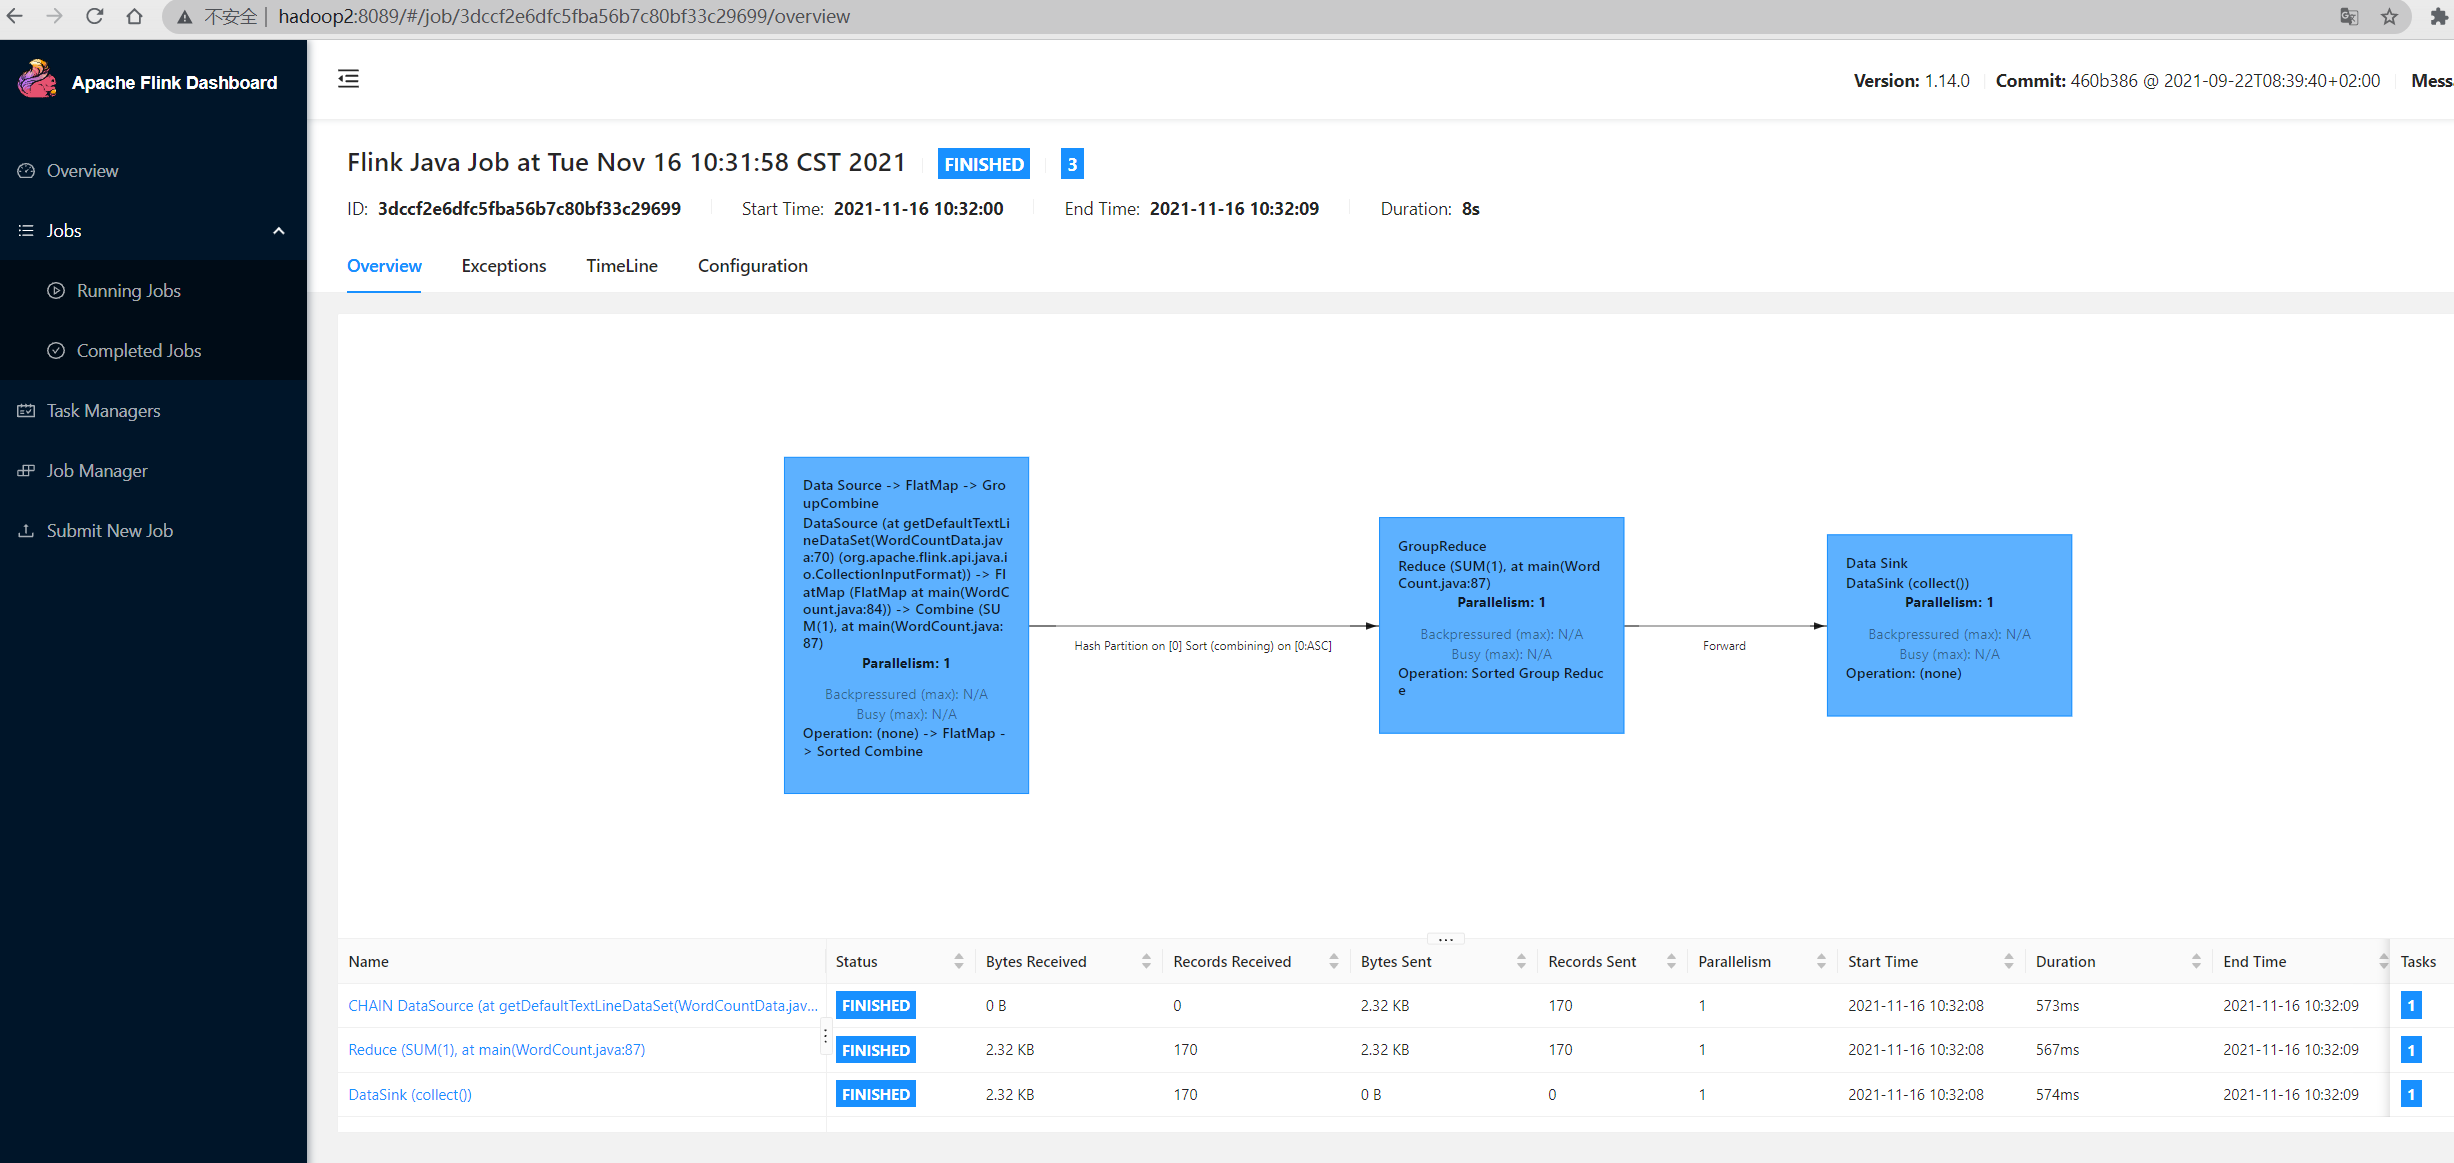 不安全 | hadoop2:8089/#/job/3dccf2e6dfc5fba56b7c80bf33c29699/overview
Apache Flink Dashboard
Version: 1.14.0 Commit: 460b386 @ 2021-09-22T08:39:40+02:00 Mess
Overview
Jobs
Running Jobs
Completed Jobs
Task Managers
Job Manager
Submit New Job
Flink Java Job at Tue Nov 16 10:31:58 CST 2021 FINISHED 3
ID: 3dccf2e6dfc5fba56b7c80bf33c29699 Start Time: 2021-11-16 10:32:00 End Time: 2021-11-16 10:32:09 Duration: 8s
Overview Exceptions TimeLine Configuration
Data Source -> FlatMap -> Gro
upCombine
DataSource (at getDefaultTextLi
neDataSet(WordCountData.jav
a:70) (org.apache.flink.api.java.i
o.CollectionInputFormat)) -> Fl
atMap (FlatMap at main(WordC
ount.java:84)) -> Combine (SU
M(1), at main(WordCount.java:
87)
Parallelism: 1
Backpressured (max): N/A
Busy (max): N/A
Operation: (none) -> FlatMap -
> Sorted Combine
Hash Partition on [0] Sort (combining) on [0:ASC]
GroupReduce
Reduce (SUM(1), at main(Word
Count.java:87)
Parallelism: 1
Backpressured (max): N/A
Busy (max): N/A
Operation: Sorted Group Reduc
e
Forward
Data Sink
DataSink (collect())
Parallelism: 1
Backpressured (max): N/A
Busy (max): N/A
Operation: (none)
Name Status Bytes Received Records Received Bytes Sent Records Sent Parallelism Start Time Duration End Time Tasks
CHAIN DataSource (at getDefaultTextLineDataSet(WordCountData.jav... FINISHED 0 B 0 2.32 KB 170 1 2021-11-16 10:32:08 573ms 2021-11-16 10:32:09 1
Reduce (SUM(1), at main(WordCount.java:87) FINISHED 2.32 KB 170 2.32 KB 170 1 2021-11-16 10:32:08 567ms 2021-11-16 10:32:09 1
DataSink (collect()) FINISHED 2.32 KB 170 0 B 0 1 2021-11-16 10:32:08 574ms 2021-11-16 10:32:09 1